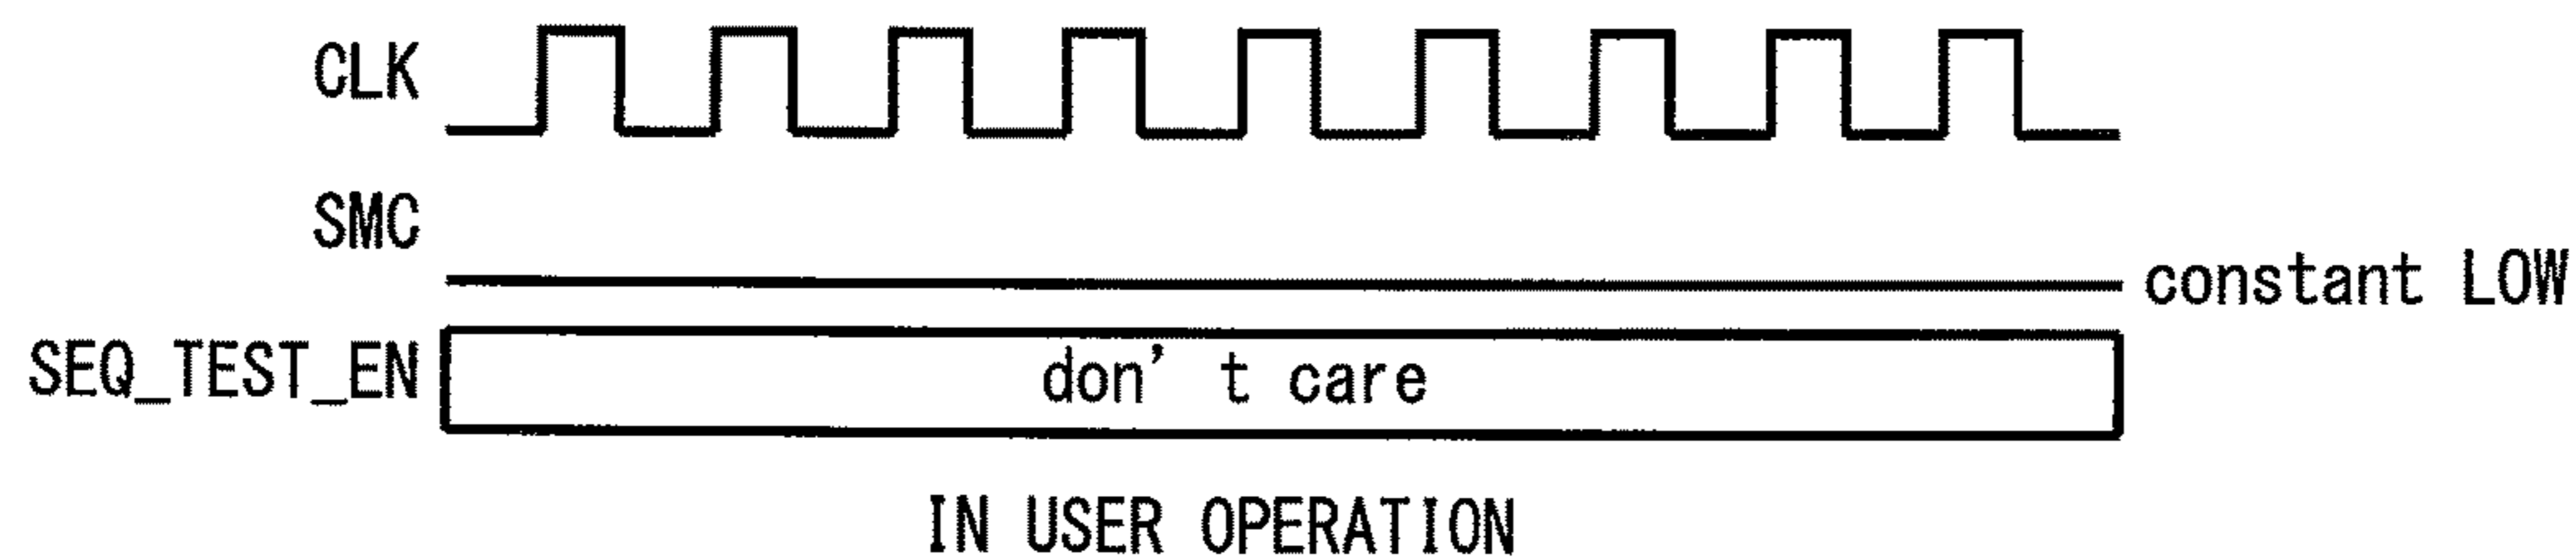 CLK
SMC
constant LOW
SEQ_TEST_EN
don't care
IN USER OPERATION